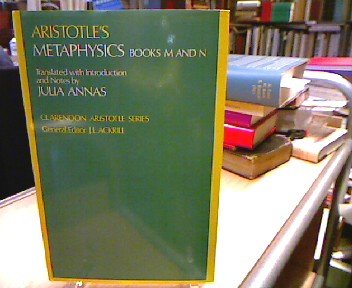 ARISTOTLE'S
METAPHYSICS BOOKS M AND N
Translated with Introduction
and Notes by
JULIA ANNAS
CLARENDON ARISTOTLE SERIES
General Editor J.L. ACKRILL